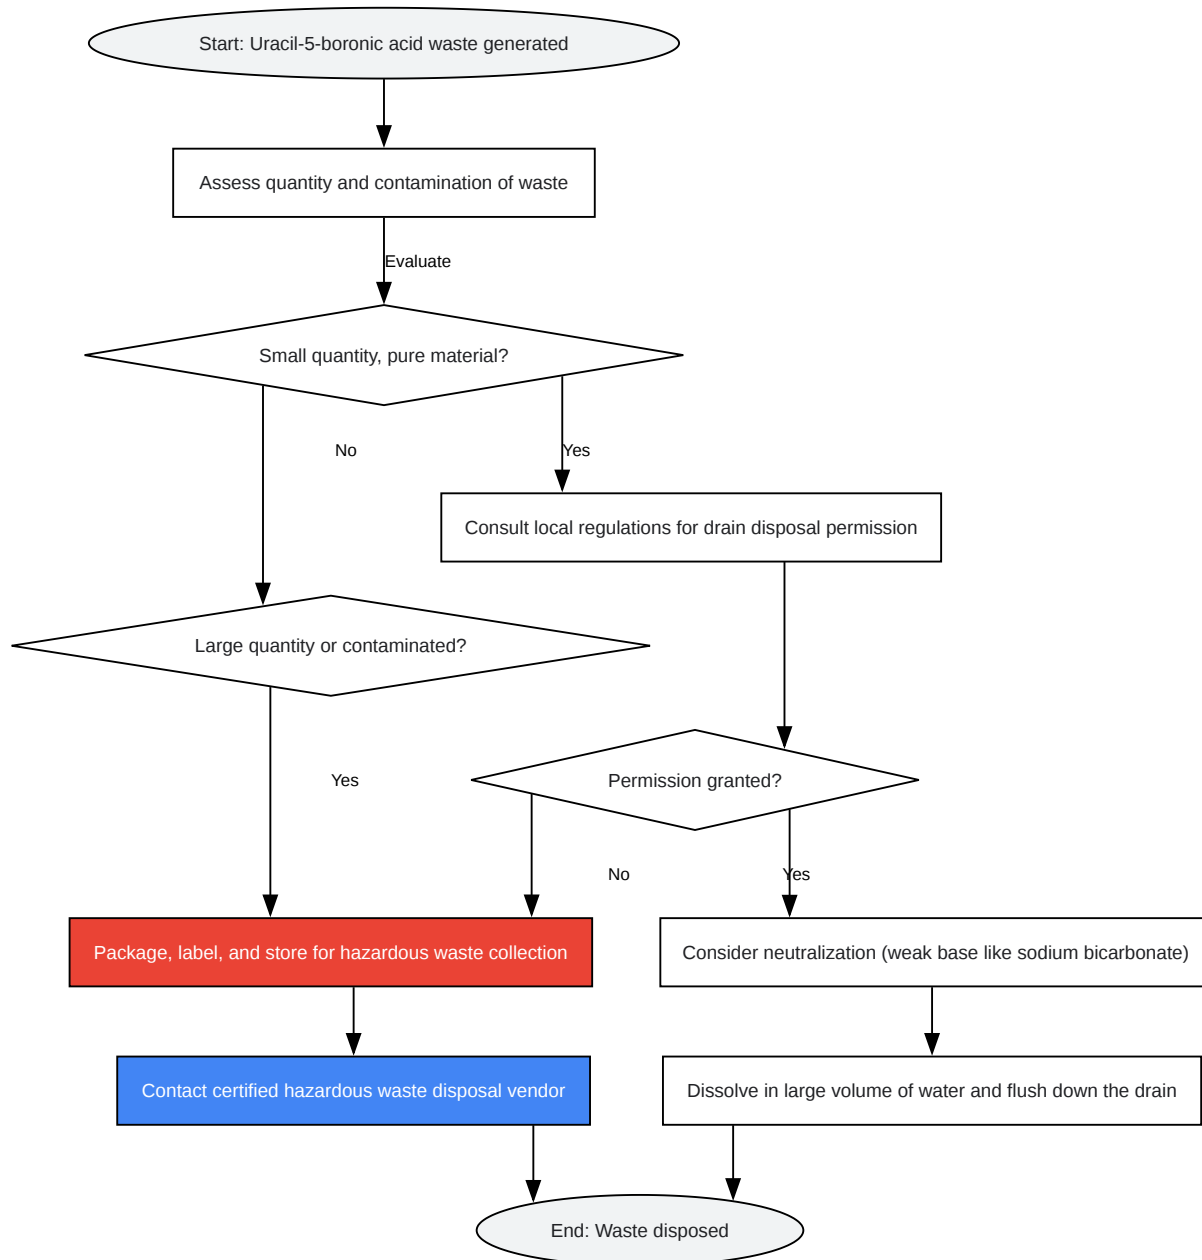 Start: Uracil-5-boronic acid waste generated
Assess quantity and contamination of waste
Evaluate
Small quantity, pure material?
No
Yes
Consult local regulations for drain disposal permission
Large quantity or contaminated?
Yes
Permission granted?
No
Yes
Package, label, and store for hazardous waste collection
Consider neutralization (weak base like sodium bicarbonate)
Contact certified hazardous waste disposal vendor
Dissolve in large volume of water and flush down the drain
End: Waste disposed